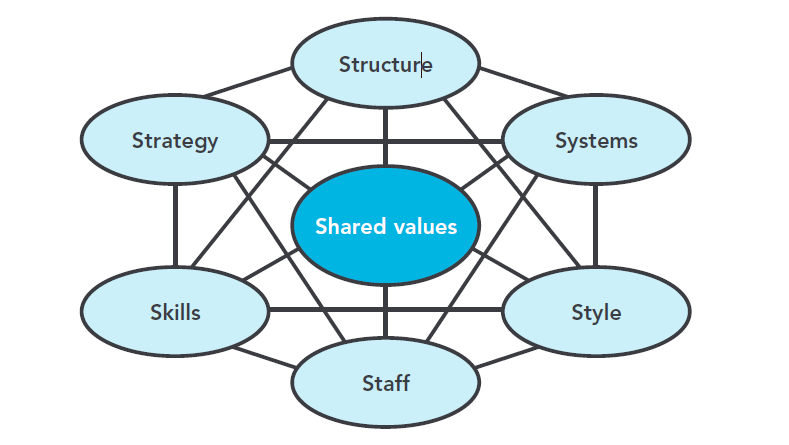 Structure
Strategy
Systems
Shared values
Skills
Style
Staff